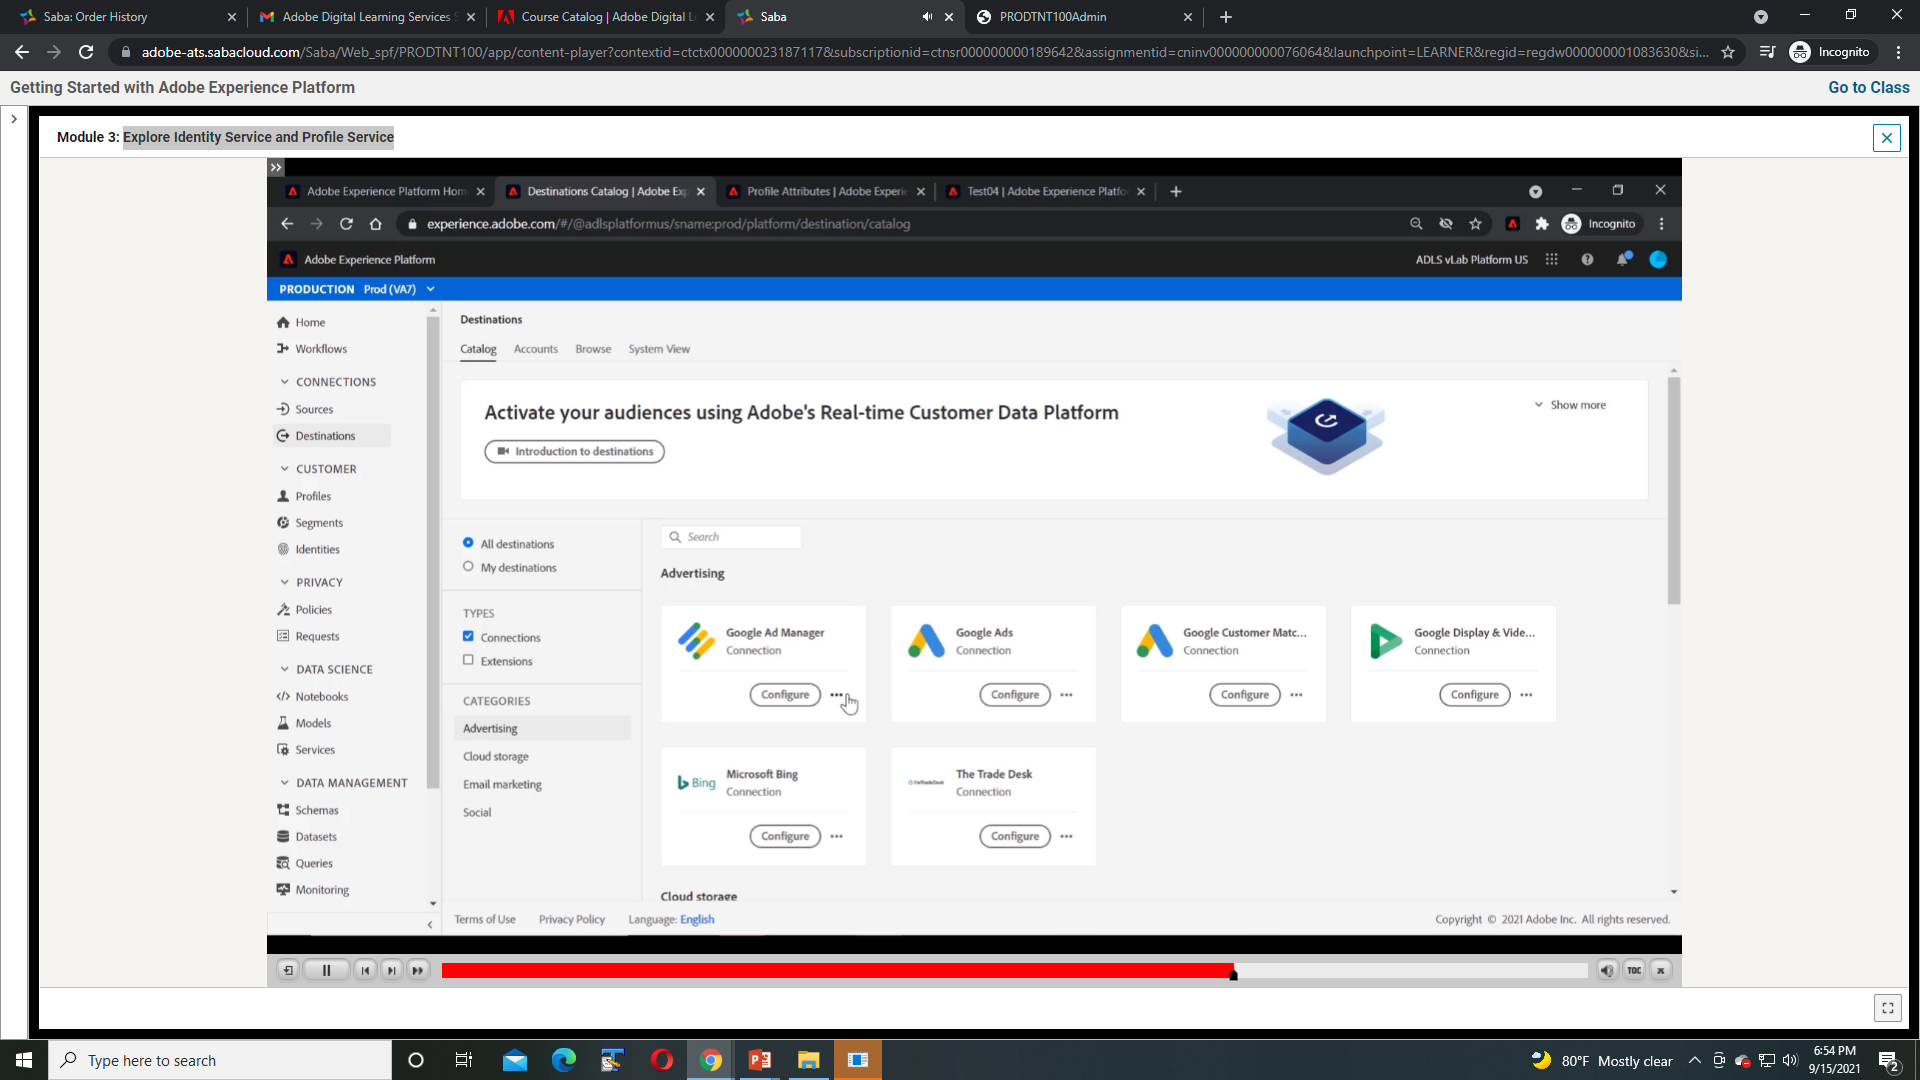 Saba: Order History
Adobe Digital Learning Services S
Course Catalog | Adobe Digital L
Saba
PRODTNT100Admin
adobe-ats.sabacloud.com/Saba/Web_spf/PRODTNT100/app/content-player?contextid=ctctx000000023187117&subscriptionid=ctnsr000000000189642&assignmentid=cninv000000000076064&launchpoint=LEARNER&regid=regdw000000001083630&si...
Incognito
Getting Started with Adobe Experience Platform
Go to Class
Module 3: Explore Identity Service and Profile Service
Adobe Experience Platform Hom
Destinations Catalog | Adobe Exp
Profile Attributes | Adobe Experie
Test04 | Adobe Experience Platfo
experience.adobe.com/#/@adlsplatformus/sname:prod/platform/destination/catalog
Incognito
Adobe Experience Platform
ADLS vLab Platform US
PRODUCTION Prod (VA7)
Home
Workflows
CONNECTIONS
Sources
Destinations
CUSTOMER
Profiles
Segments
Identities
PRIVACY
Policies
Requests
DATA SCIENCE
Notebooks
Models
Services
DATA MANAGEMENT
Schemas
Datasets
Queries
Monitoring
Destinations
Catalog Accounts Browse System View
Activate your audiences using Adobe's Real-time Customer Data Platform
Show more
Introduction to destinations
All destinations
My destinations
TYPES
Connections
Extensions
CATEGORIES
Advertising
Cloud storage
Email marketing
Social
Search
Advertising
Google Ad Manager
Connection
Configure
Google Ads
Connection
Configure
Google Customer Matc...
Connection
Configure
Google Display & Vide...
Connection
Configure
Bing
Microsoft Bing
Connection
Configure
theTradeDesk
The Trade Desk
Connection
Configure
Cloud storage
Terms of Use Privacy Policy Language: English
Copyright © 2021 Adobe Inc. All rights reserved.
TOC
Type here to search
80°F Mostly clear
6:54 PM
9/15/2021
2